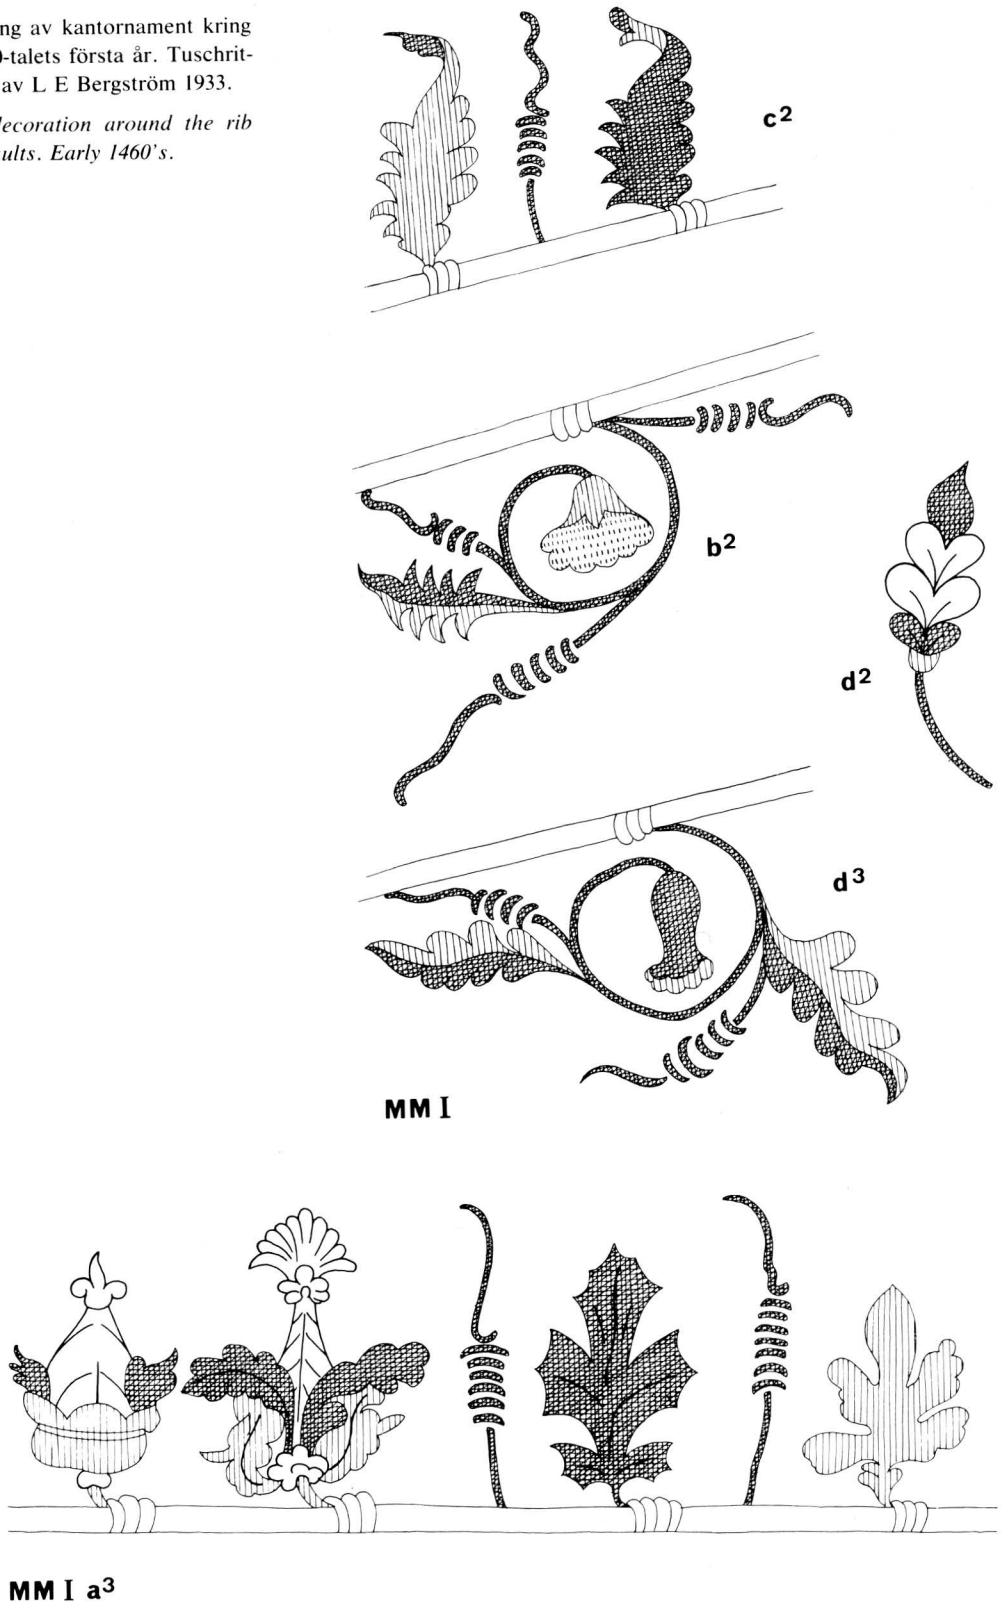 ng av kantornament kring
0-talets första år. Tuschrit-
av L E Bergström 1933.
decoration around the rib
ults. Early 1460's.
c2
b2
d2
d3
MM I
MM I a3